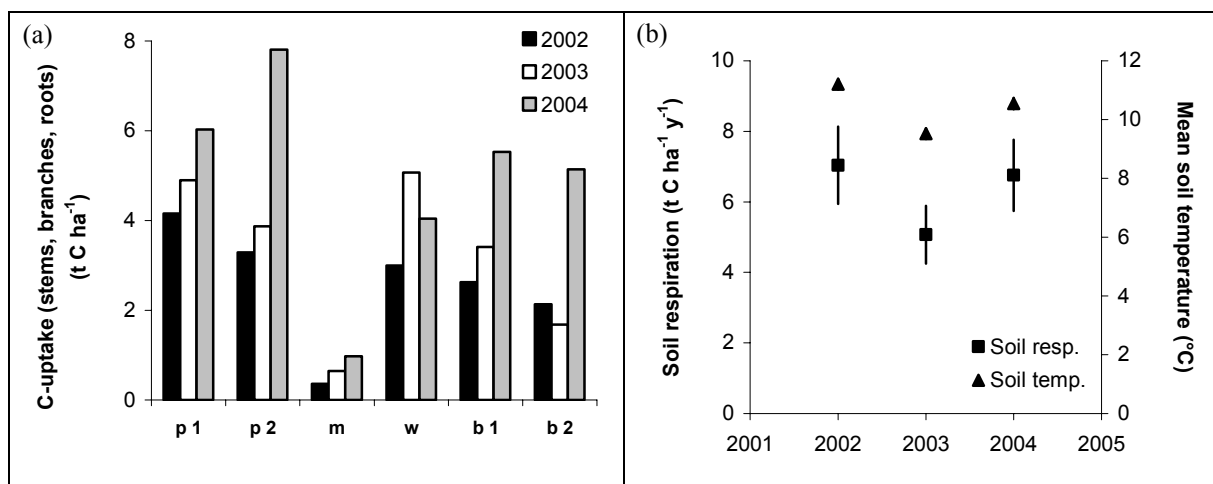 (a)
2002
2003
2004
C-uptake (stems, branches, roots)
(t C ha⁻¹)
8
6
4
2
0
p 1 p 2 m w b 1 b 2
(b)
Soil respiration (t C ha⁻¹ y⁻¹)
10
8
6
4
2
0
Soil resp.
Soil temp.
12
10
8
6
4
2
0
Mean soil temperature (°C)
2001 2002 2003 2004 2005